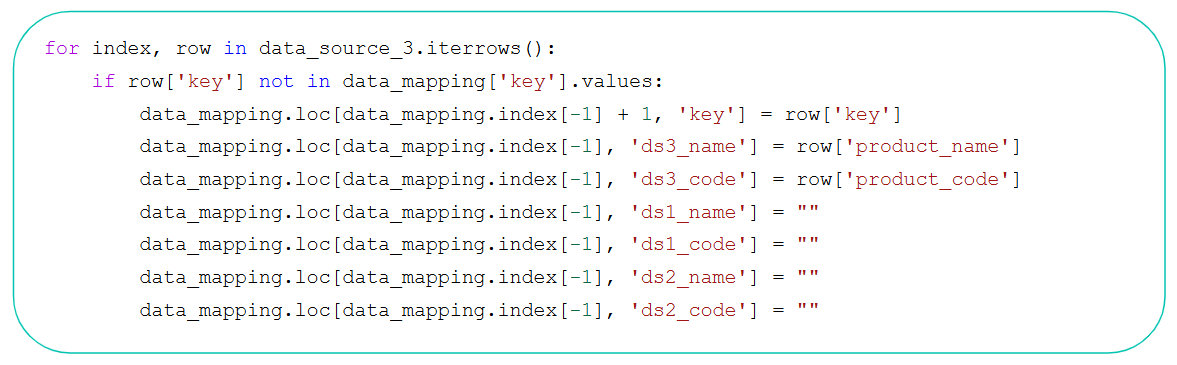 for index, row in data_source_3.iterrows():
    if row['key'] not in data_mapping['key'].values:
        data_mapping.loc[data_mapping.index[-1] + 1, 'key'] = row['key']
        data_mapping.loc[data_mapping.index[-1], 'ds3_name'] = row['product_name']
        data_mapping.loc[data_mapping.index[-1], 'ds3_code'] = row['product_code']
        data_mapping.loc[data_mapping.index[-1], 'ds1_name'] = ""
        data_mapping.loc[data_mapping.index[-1], 'ds1_code'] = ""
        data_mapping.loc[data_mapping.index[-1], 'ds2_name'] = ""
        data_mapping.loc[data_mapping.index[-1], 'ds2_code'] = ""